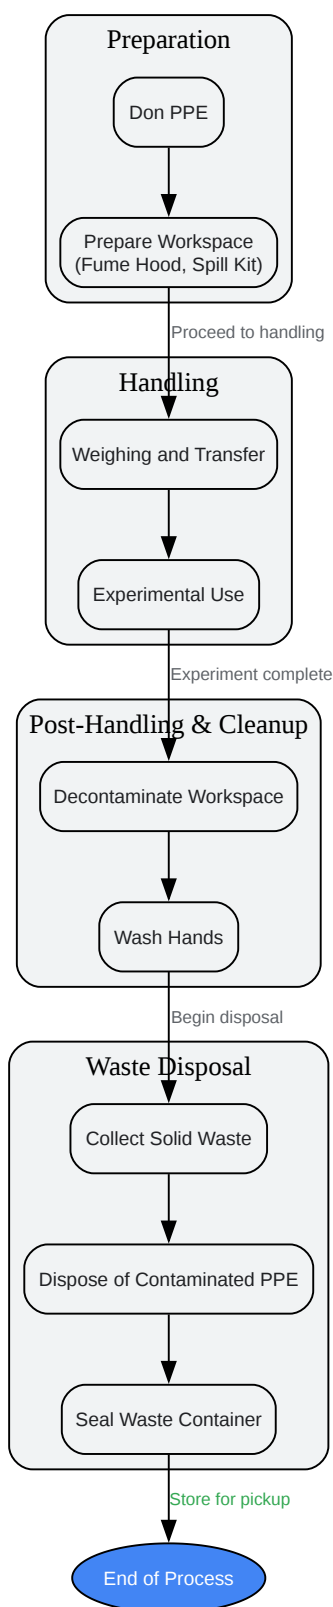 Preparation
Don PPE
Prepare Workspace
(Fume Hood, Spill Kit)
Proceed to handling
Handling
Weighing and Transfer
Experimental Use
Experiment complete
Post-Handling & Cleanup
Decontaminate Workspace
Wash Hands
Begin disposal
Waste Disposal
Collect Solid Waste
Dispose of Contaminated PPE
Seal Waste Container
Store for pickup
End of Process